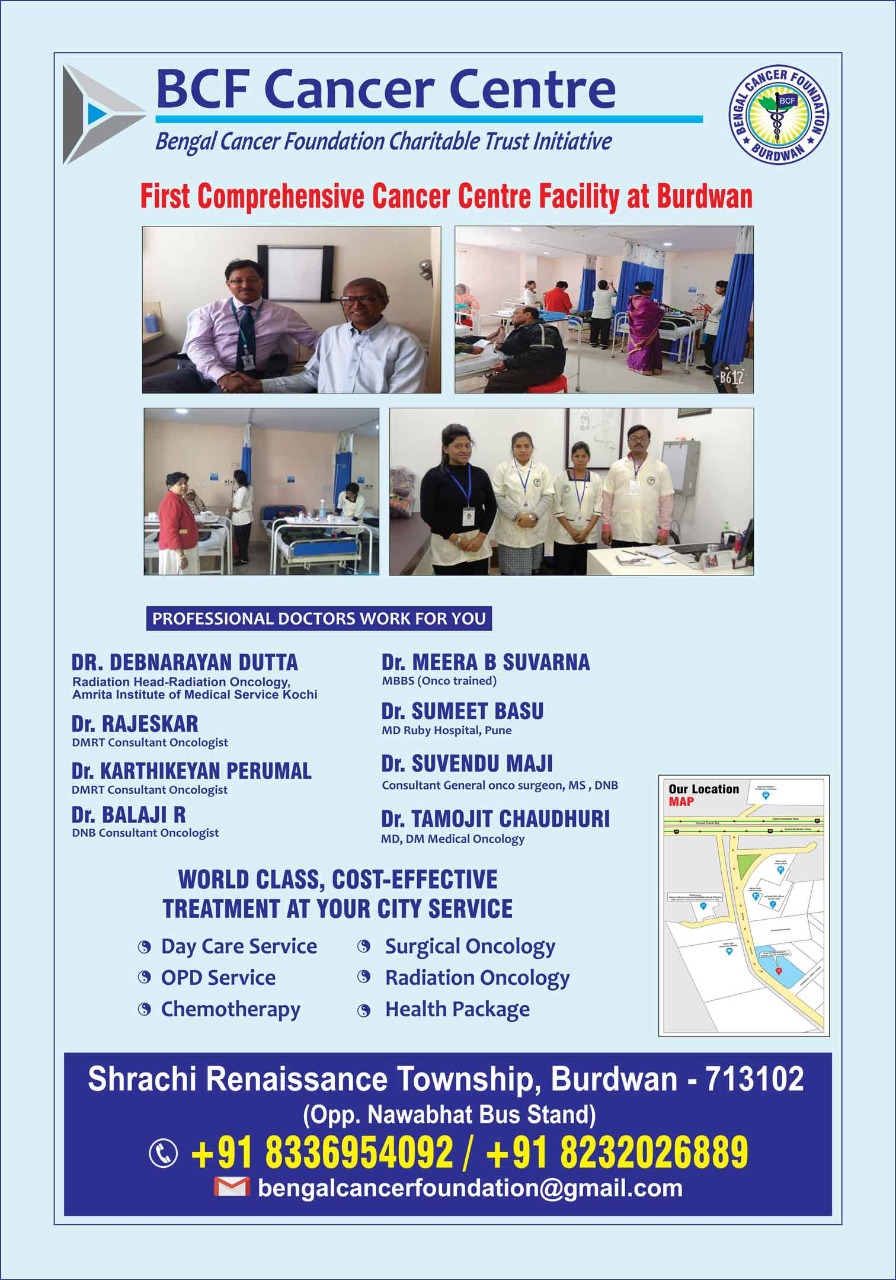 BCF Cancer Centre
Bengal Cancer Foundation Charitable Trust Initiative
BENGAL CANCER FOUNDATION
BCF
BURDWAN
First Comprehensive Cancer Centre Facility at Burdwan
B612
PROFESSIONAL DOCTORS WORK FOR YOU
DR. DEBNARAYAN DUTTA
Radiation Head-Radiation Oncology,
Amrita Institute of Medical Service Kochi
Dr. RAJESKAR
DMRT Consultant Oncologist
Dr. KARTHIKEYAN PERUMAL
DMRT Consultant Oncologist
Dr. BALAJI R
DNB Consultant Oncologist
Dr. MEERA B SUVARNA
MBBS (Onco trained)
Dr. SUMEET BASU
MD Ruby Hospital, Pune
Dr. SUVENDU MAJI
Consultant General onco surgeon, MS , DNB
Dr. TAMOJIT CHAUDHURI
MD, DM Medical Oncology
Our Location
MAP
WORLD CLASS, COST-EFFECTIVE
TREATMENT AT YOUR CITY SERVICE
Day Care Service
OPD Service
Chemotherapy
Surgical Oncology
Radiation Oncology
Health Package
Shrachi Renaissance Township, Burdwan - 713102
(Opp. Nawabhat Bus Stand)
+91 8336954092 / +91 8232026889
bengalcancerfoundation@gmail.com